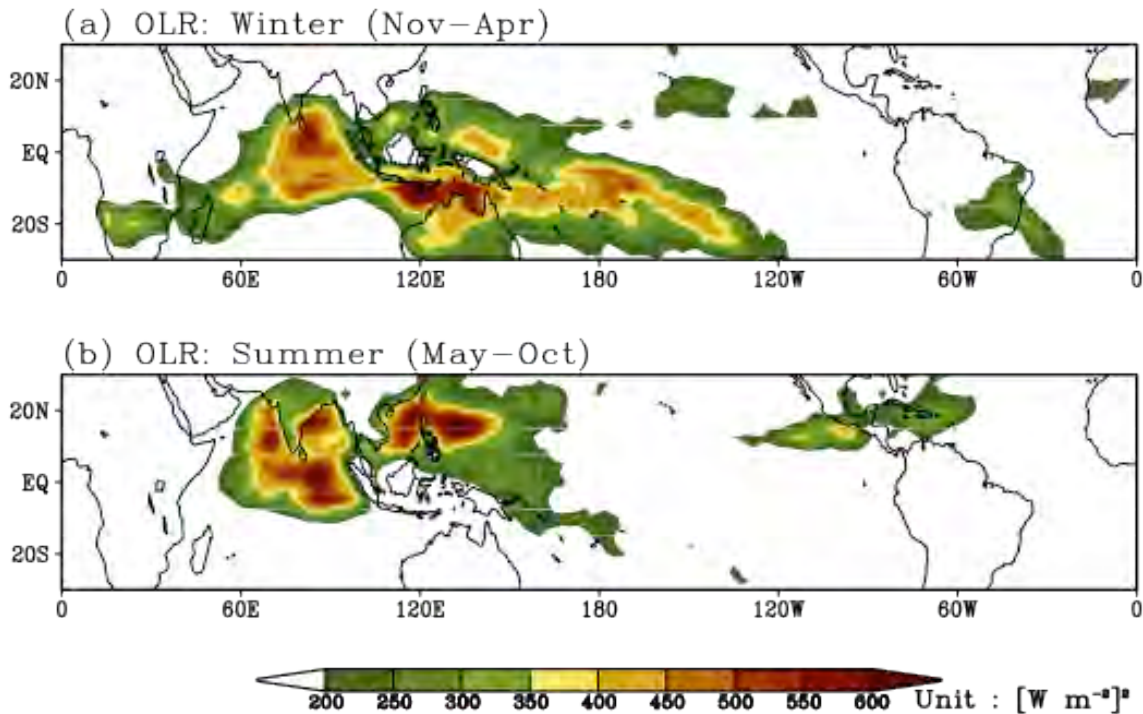 (a) OLR: Winter (Nov-Apr)
20N
EQ
20S
0 60E 120E 180 120W 60W 0
(b) OLR: Summer (May-Oct)
20N
EQ
20S
0 60E 120E 180 120W 60W 0
200 250 300 350 400 450 500 550 600 Unit : [W m⁻²]²